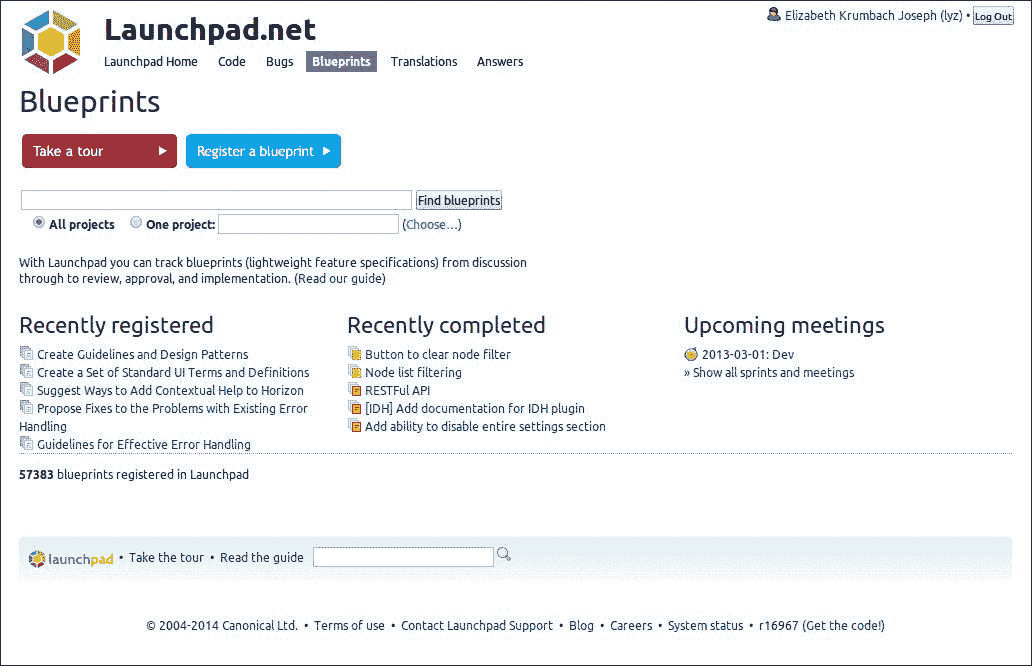 Launchpad.net
Elizabeth Krumbach Joseph (lyz) • Log Out
Launchpad Home Code Bugs Blueprints Translations Answers
Blueprints
Take a tour
Register a blueprint
Find blueprints
All projects One project: (Choose...)
With Launchpad you can track blueprints (lightweight feature specifications) from discussion
through to review, approval, and implementation. (Read our guide)
Recently registered
Create Guidelines and Design Patterns
Create a Set of Standard UI Terms and Definitions
Suggest Ways to Add Contextual Help to Horizon
Propose Fixes to the Problems with Existing Error
Handling
Guidelines for Effective Error Handling
Recently completed
Button to clear node filter
Node list filtering
RESTFul API
[IDH] Add documentation for IDH plugin
Add ability to disable entire settings section
Upcoming meetings
2013-03-01: Dev
» Show all sprints and meetings
57383 blueprints registered in Launchpad
launchpad • Take the tour • Read the guide
© 2004-2014 Canonical Ltd. • Terms of use • Contact Launchpad Support • Blog • Careers • System status • r16967 (Get the code!)